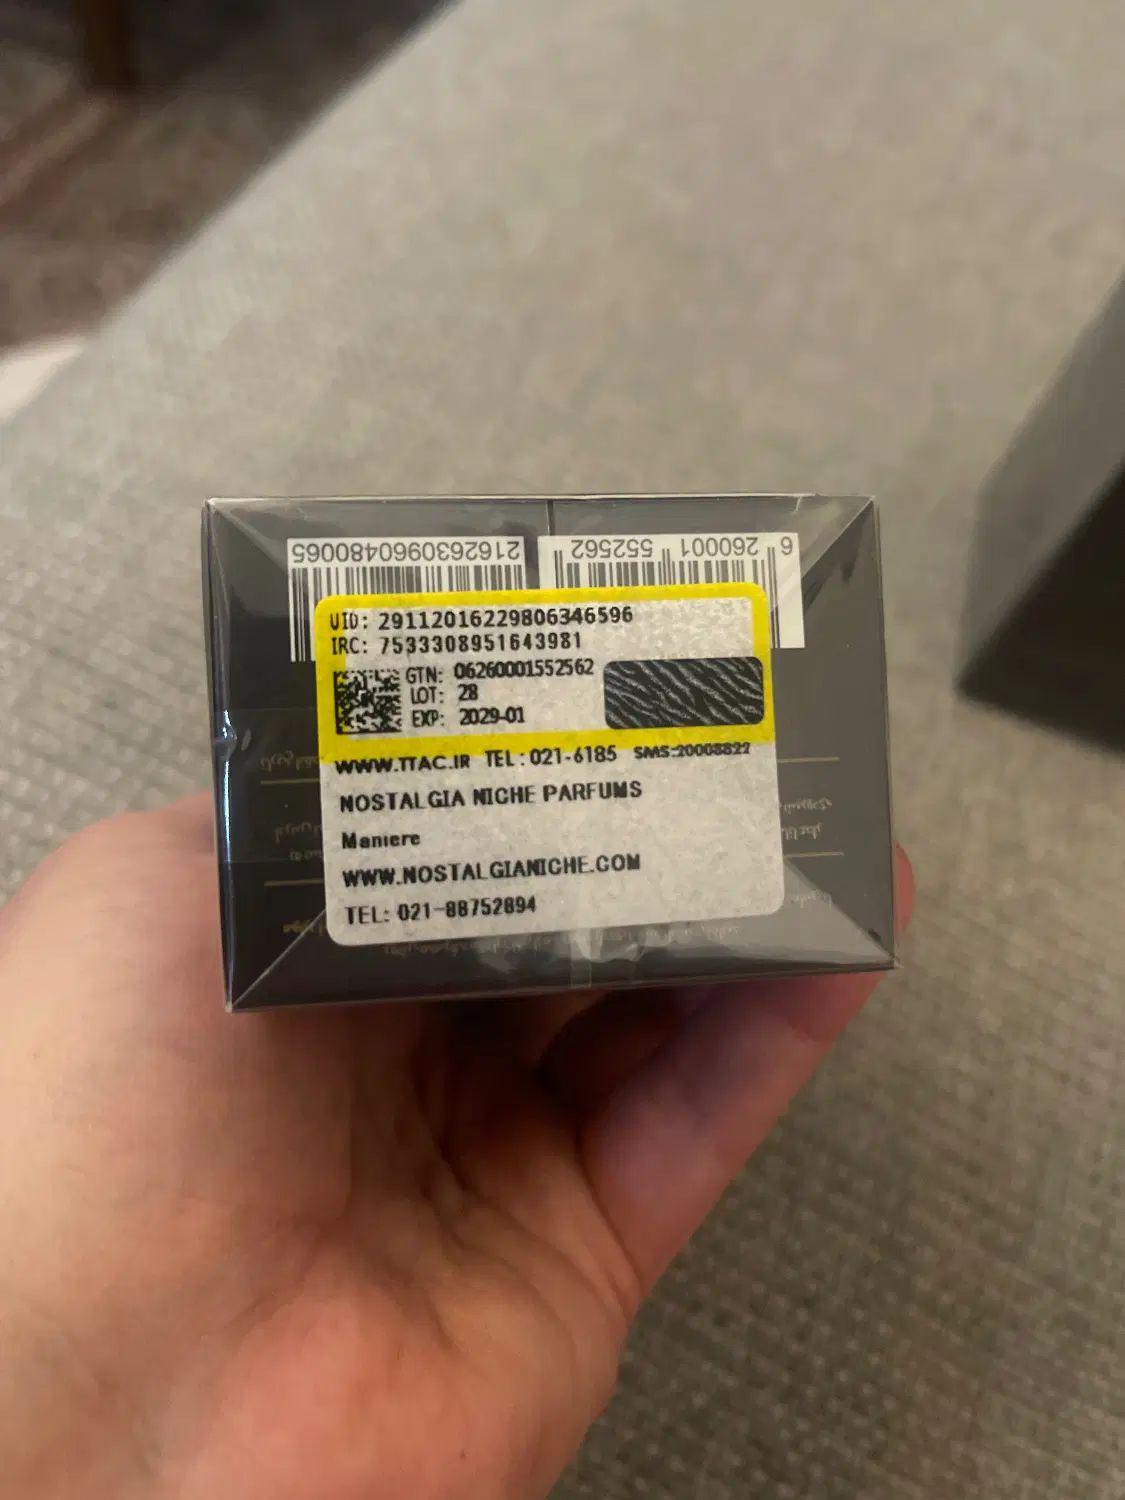 2162630960480065
6 260001 552562
UID: 29112016229806346596
IRC: 7533308951643981
GTN: 06260001552562
LOT: 28
EXP: 2029-01
WWW.TTAC.IR TEL: 021-6185 SMS:20008822
NOSTALGIA NICHE PARFUMS
Maniere
WWW.NOSTALGIANICHE.COM
TEL: 021-88752894